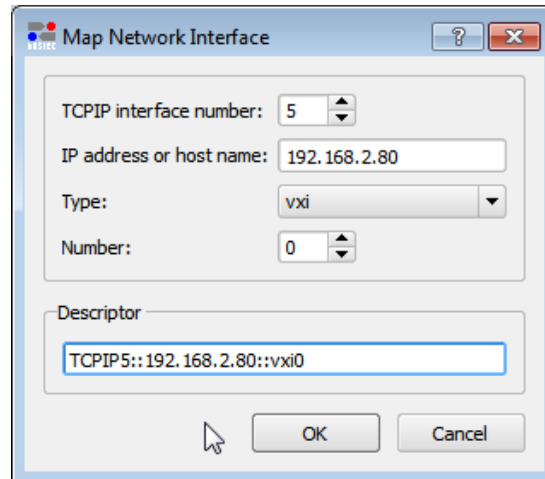 Map Network Interface
TCPIP interface number: 5
IP address or host name: 192.168.2.80
Type: vxi
Number: 0
Descriptor
TCPIP5::192.168.2.80::vxi0
OK Cancel